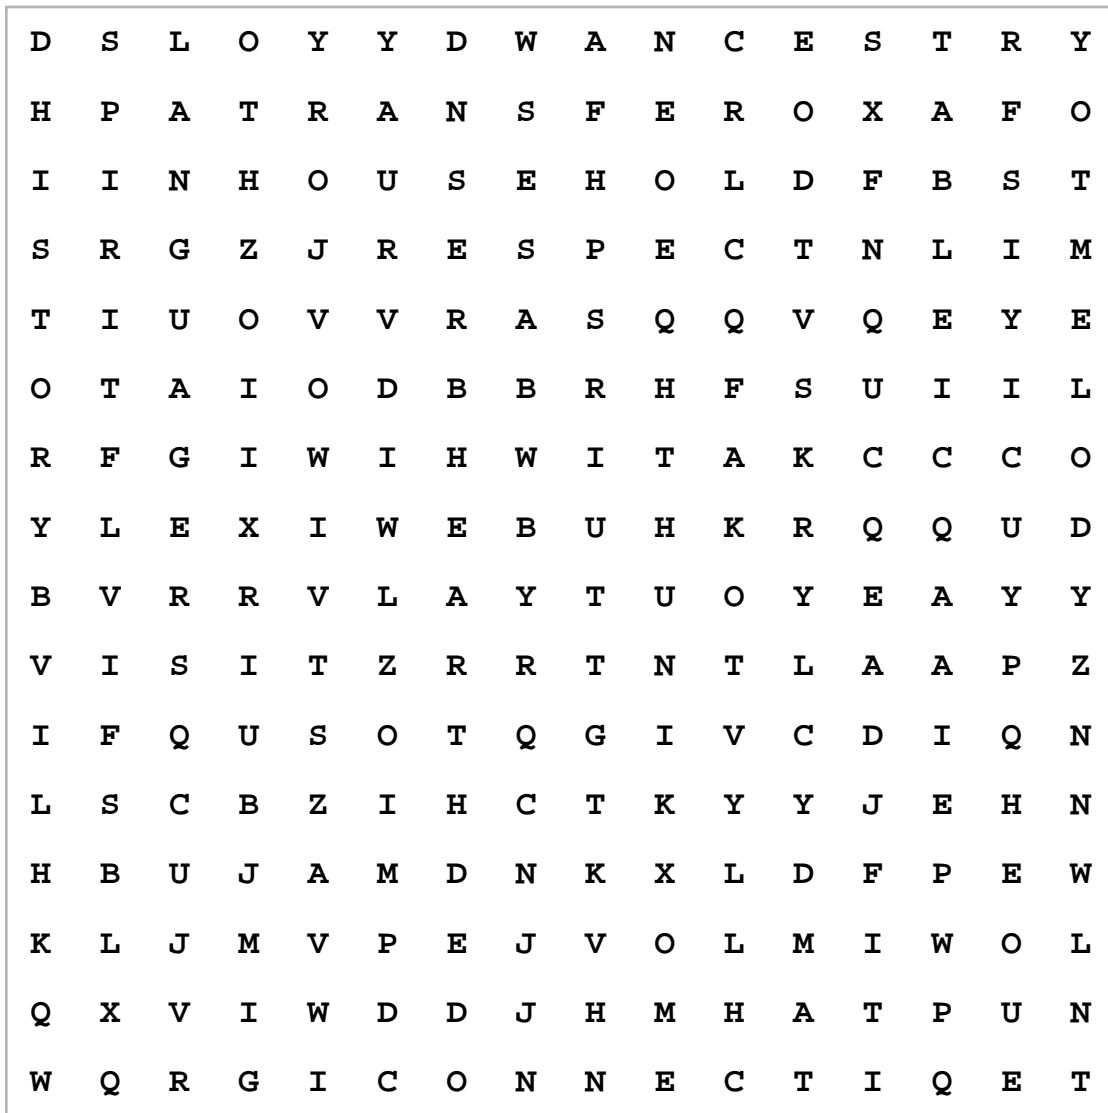 D S L O Y Y D W A N C E S T R Y
H P A T R A N S F E R O X A F O
I I N H O U S E H O L D F B S T
S R G Z J R E S P E C T N L I M
T I U O V V R A S Q Q V Q E Y E
O T A I O D B B R H F S U I I L
R F G I W I H W I T A K C C C O
Y L E X I W E B U H K R Q Q U D
B V R R V L A Y T U O Y E A Y Y
V I S I T Z R R T N T L A A P Z
I F Q U S O T Q G I V C D I Q N
L S C B Z I H C T K Y Y J E H N
H B U J A M D N K X L D F P E W
K L J M V P E J V O L M I W O L
Q X V I W D D J H M H A T P U N
W Q R G I C O N N E C T I Q E T